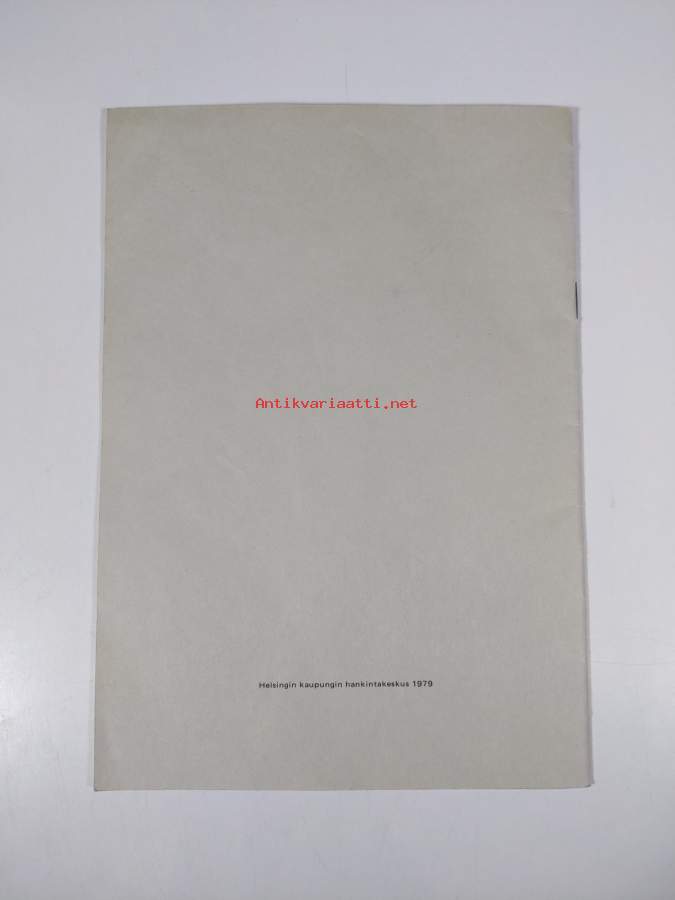 Antikvariaatti.net
Helsingin kaupungin hankintakeskus 1979